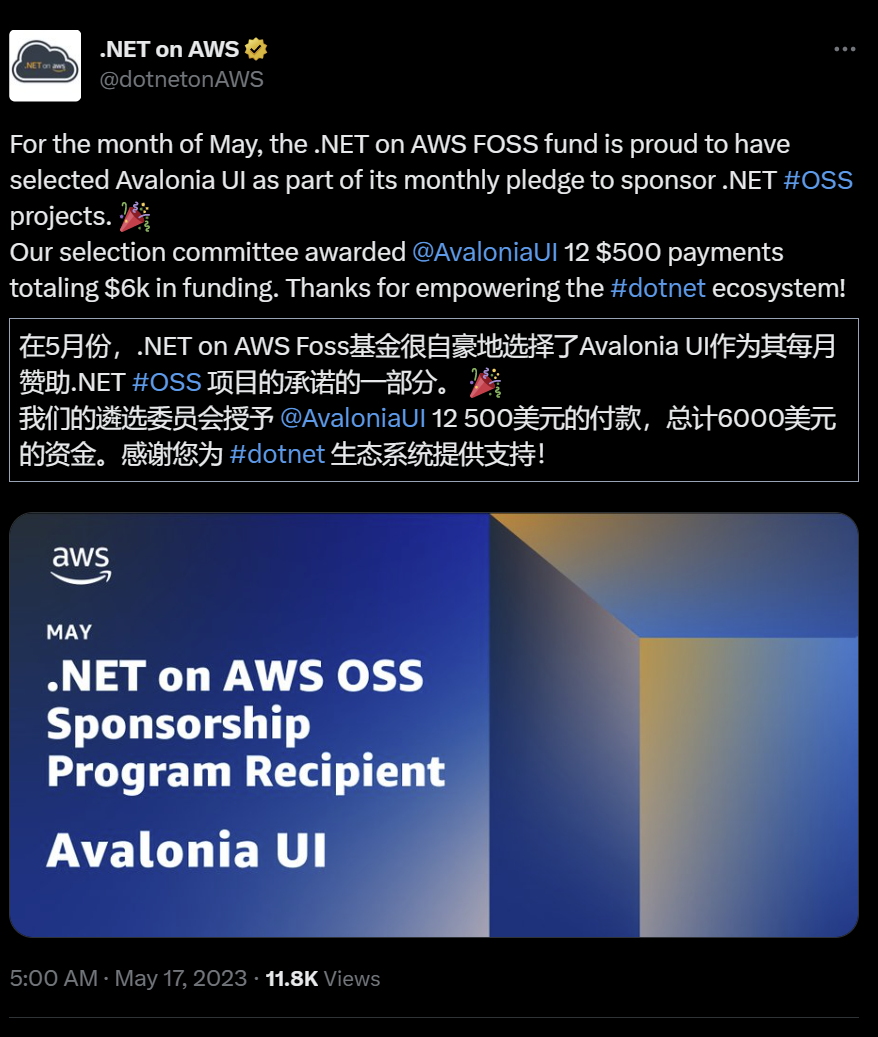 .NET on AWS
@dotnetonAWS
.NET on aws
For the month of May, the .NET on AWS FOSS fund is proud to have
selected Avalonia UI as part of its monthly pledge to sponsor .NET #OSS
projects. 🎉
Our selection committee awarded @AvaloniaUI 12 $500 payments
totaling $6k in funding. Thanks for empowering the #dotnet ecosystem!
在5月份，.NET on AWS Foss基金很自豪地选择了Avalonia UI作为其每月
赞助.NET #OSS 项目的承诺的一部分。 🎉
我们的遴选委员会授予 @AvaloniaUI 12 500美元的付款，总计6000美元
的资金。感谢您为 #dotnet 生态系统提供支持！
aws
MAY
.NET on AWS OSS
Sponsorship
Program Recipient
Avalonia UI
5:00 AM · May 17, 2023 · 11.8K Views